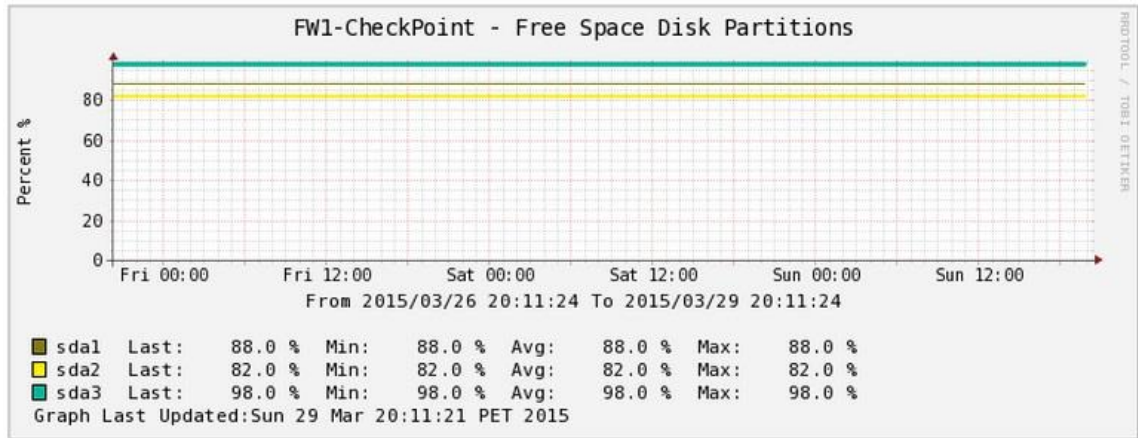 FW1-CheckPoint - Free Space Disk Partitions
RRDTOOL / TOBI OETIKER
Percent %
80
60
40
20
0
Fri 00:00 Fri 12:00 Sat 00:00 Sat 12:00 Sun 00:00 Sun 12:00
From 2015/03/26 20:11:24 To 2015/03/29 20:11:24
sda1 Last: 88.0 % Min: 88.0 % Avg: 88.0 % Max: 88.0 %
sda2 Last: 82.0 % Min: 82.0 % Avg: 82.0 % Max: 82.0 %
sda3 Last: 98.0 % Min: 98.0 % Avg: 98.0 % Max: 98.0 %
Graph Last Updated:Sun 29 Mar 20:11:21 PET 2015